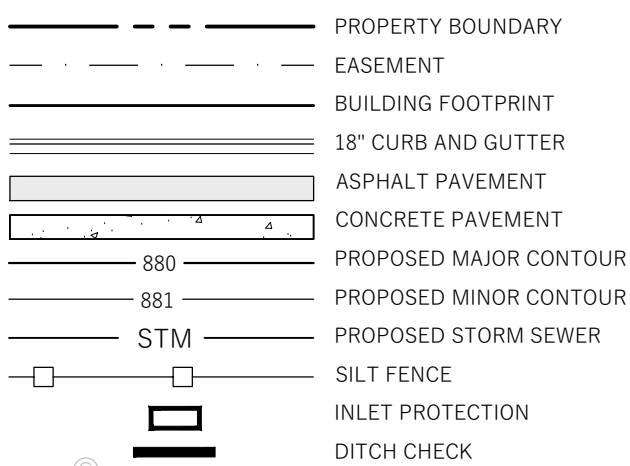 PROPERTY BOUNDARY
EASEMENT
BUILDING FOOTPRINT
18" CURB AND GUTTER
ASPHALT PAVEMENT
CONCRETE PAVEMENT
880 PROPOSED MAJOR CONTOUR
881 PROPOSED MINOR CONTOUR
STM PROPOSED STORM SEWER
SILT FENCE
INLET PROTECTION
DITCH CHECK